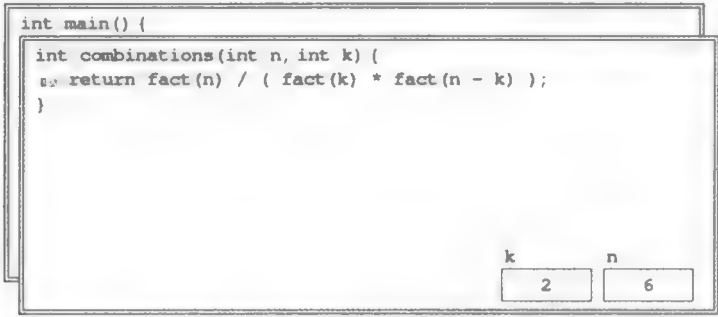 int main() {
int combinations(int n, int k) {
return fact(n) / ( fact(k) * fact(n - k) );
}
k n
2 6